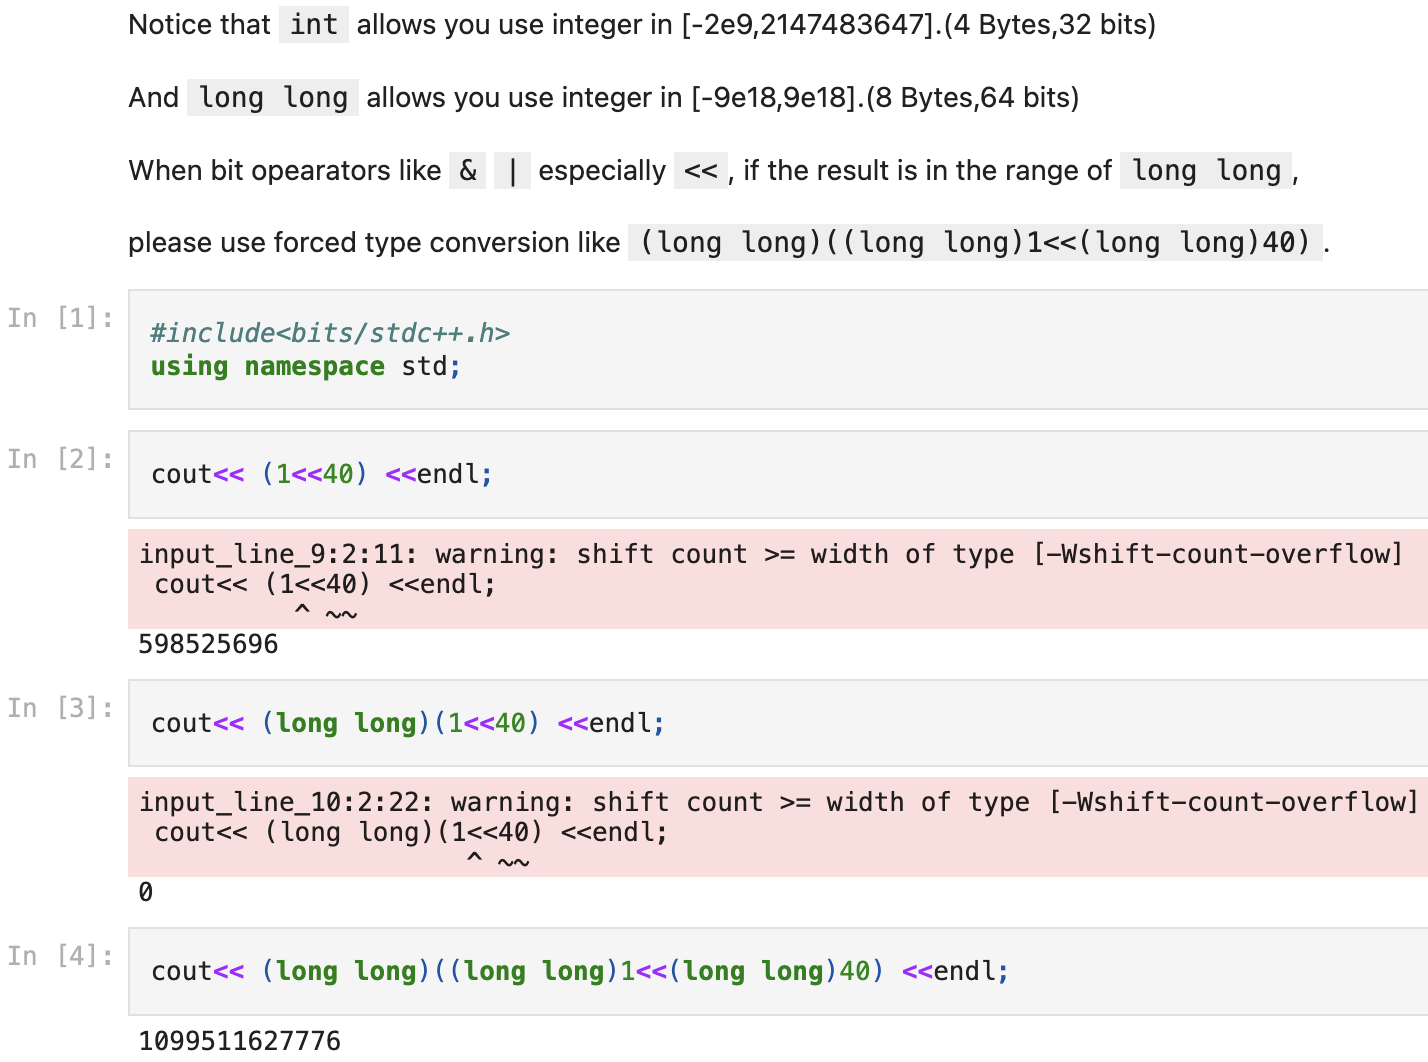 Notice that int allows you use integer in [-2e9,2147483647].(4 Bytes,32 bits)
And long long allows you use integer in [-9e18,9e18].(8 Bytes,64 bits)
When bit opearators like & | especially <<, if the result is in the range of long long,
please use forced type conversion like (long long)((long long)1<<(long long)40).
In [1]:
#include<bits/stdc++.h>
using namespace std;
In [2]:
cout<< (1<<40) <<endl;
input_line_9:2:11: warning: shift count >= width of type [-Wshift-count-overflow]
 cout<< (1<<40) <<endl;
          ^ ~~
598525696
In [3]:
cout<< (long long)(1<<40) <<endl;
input_line_10:2:22: warning: shift count >= width of type [-Wshift-count-overflow]
 cout<< (long long)(1<<40) <<endl;
                     ^ ~~
0
In [4]:
cout<< (long long)((long long)1<<(long long)40) <<endl;
1099511627776